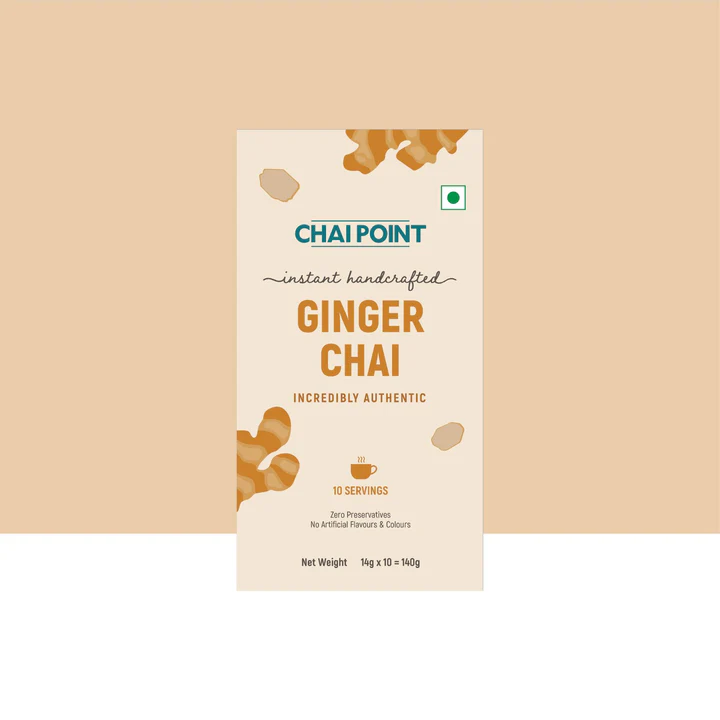 CHAI POINT
instant handcrafted
GINGER
CHAI
INCREDIBLY AUTHENTIC
10 SERVINGS
Zero Preservatives
No Artificial Flavours & Colours
Net Weight 14g x 10 = 140g